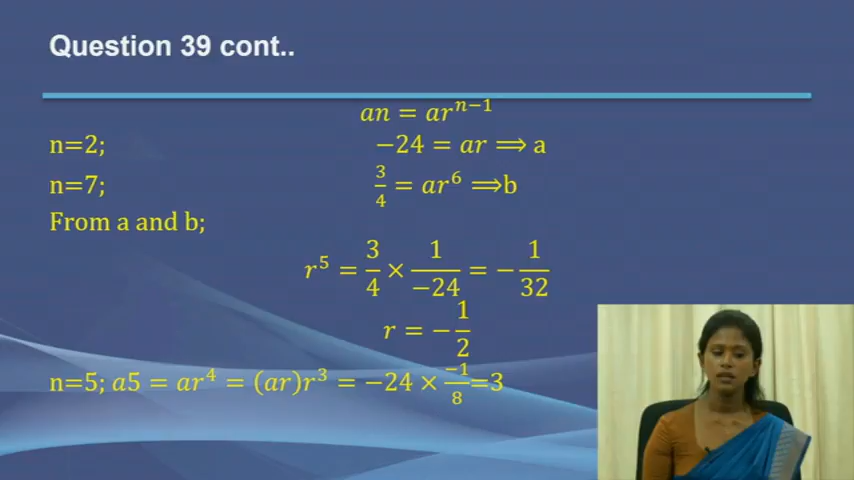 Question 39 cont..
an = ar^{n−1}
n=2; −24 = ar ⟹ a
n=7; 3/4 = ar^6 ⟹b
From a and b;
r^5 = 3/4 × 1/−24 = − 1/32
r = − 1/2
n=5; a5 = ar^4 = (ar)r^3 = −24 × −1/8 =3